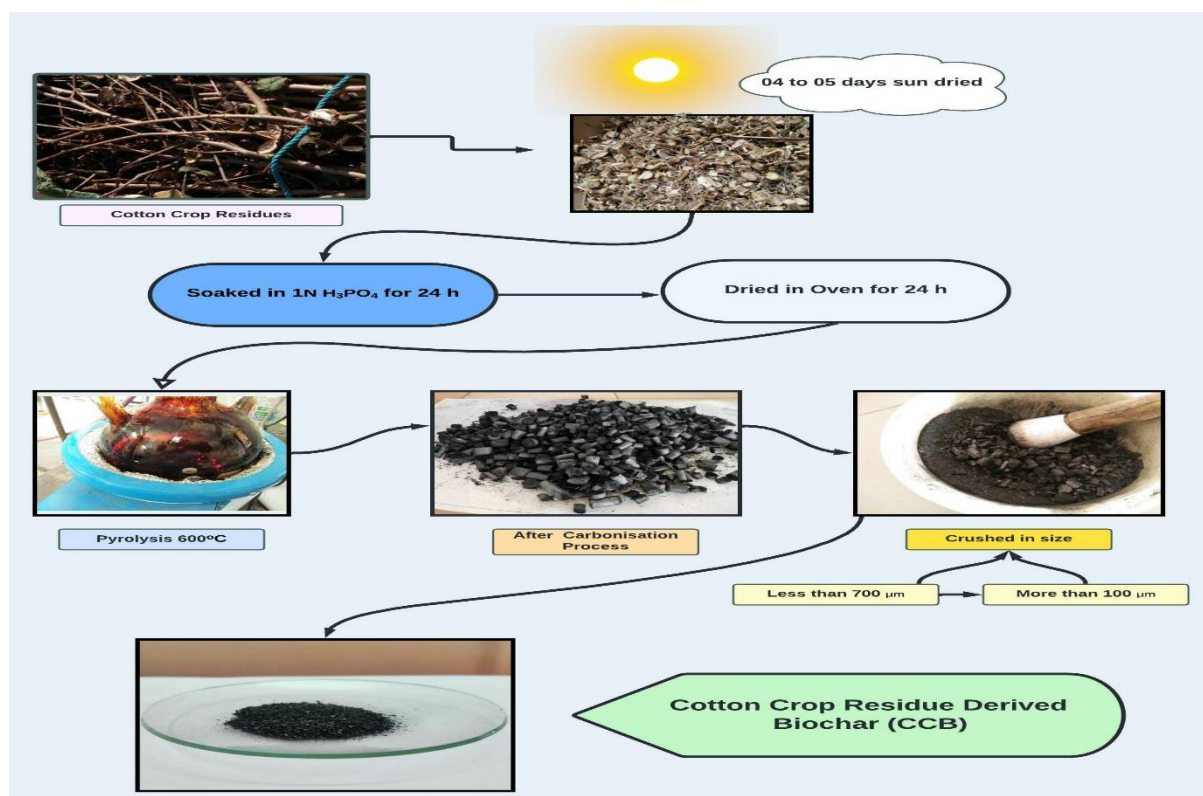 04 to 05 days sun dried
Cotton Crop Residues
Soaked in 1N H₃PO₄ for 24 h
Dried in Oven for 24 h
Pyrolysis 600ºC
After Carbonisation
Process
Crushed in size
Less than 700 µm
More than 100 µm
Cotton Crop Residue Derived
Biochar (CCB)